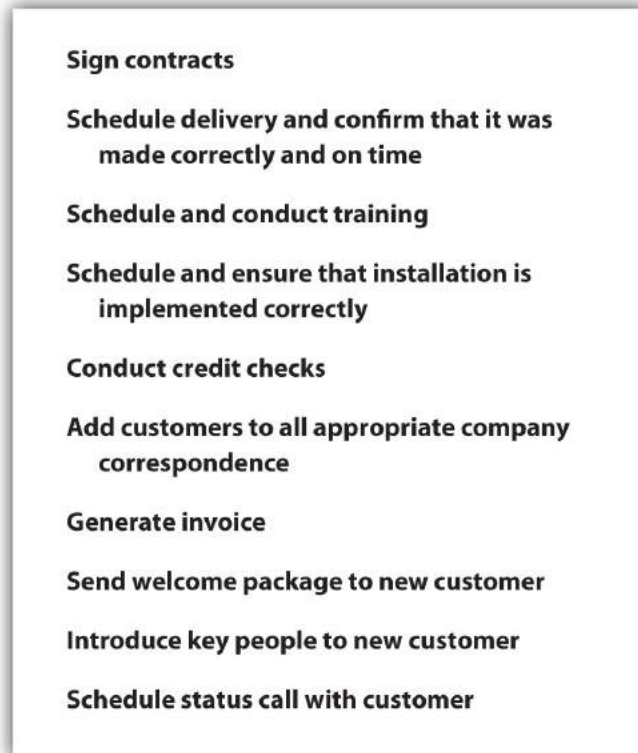 Sign contracts
Schedule delivery and confirm that it was
made correctly and on time
Schedule and conduct training
Schedule and ensure that installation is
implemented correctly
Conduct credit checks
Add customers to all appropriate company
correspondence
Generate invoice
Send welcome package to new customer
Introduce key people to new customer
Schedule status call with customer